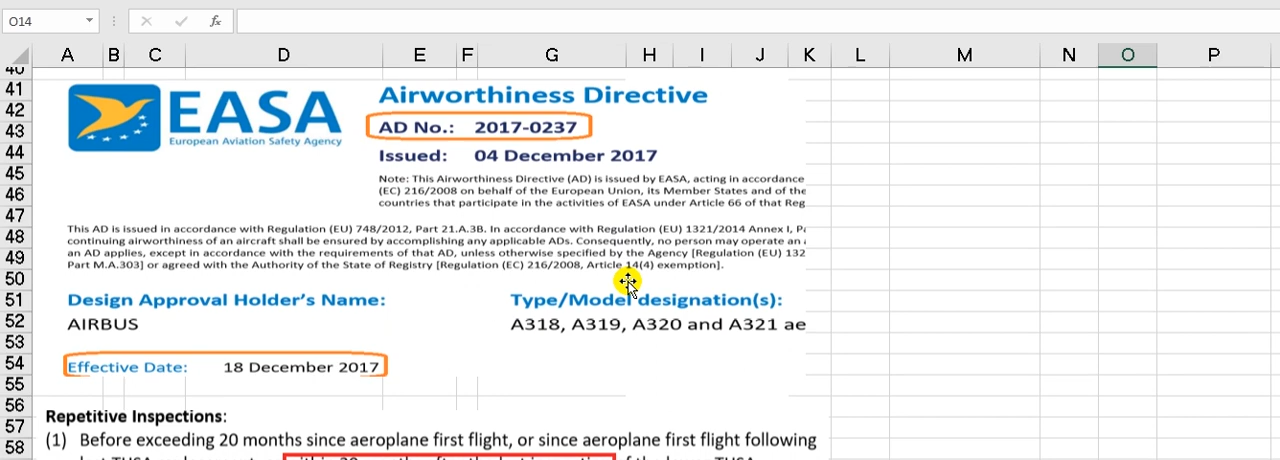 O14
fx
A B C D E F G H I J K L M N O P
40
41
42
43
44
45
46
47
48
49
50
51
52
53
54
55
56
57
58
EASA
European Aviation Safety Agency
Airworthiness Directive
AD No.: 2017-0237
Issued: 04 December 2017
Note: This Airworthiness Directive (AD) is issued by EASA, acting in accordance
(EC) 216/2008 on behalf of the European Union, its Member States and of the
countries that participate in the activities of EASA under Article 66 of that Reg
This AD is issued in accordance with Regulation (EU) 748/2012, Part 21.A.3B. In accordance with Regulation (EU) 1321/2014 Annex I, Pa
continuing airworthiness of an aircraft shall be ensured by accomplishing any applicable ADs. Consequently, no person may operate an
an AD applies, except in accordance with the requirements of that AD, unless otherwise specified by the Agency [Regulation (EU) 132
Part M.A.303] or agreed with the Authority of the State of Registry [Regulation (EC) 216/2008, Article 14(4) exemption].
Design Approval Holder's Name:
Type/Model designation(s):
AIRBUS
A318, A319, A320 and A321 ae
Effective Date: 18 December 2017
Repetitive Inspections:
(1) Before exceeding 20 months since aeroplane first flight, or since aeroplane first flight following